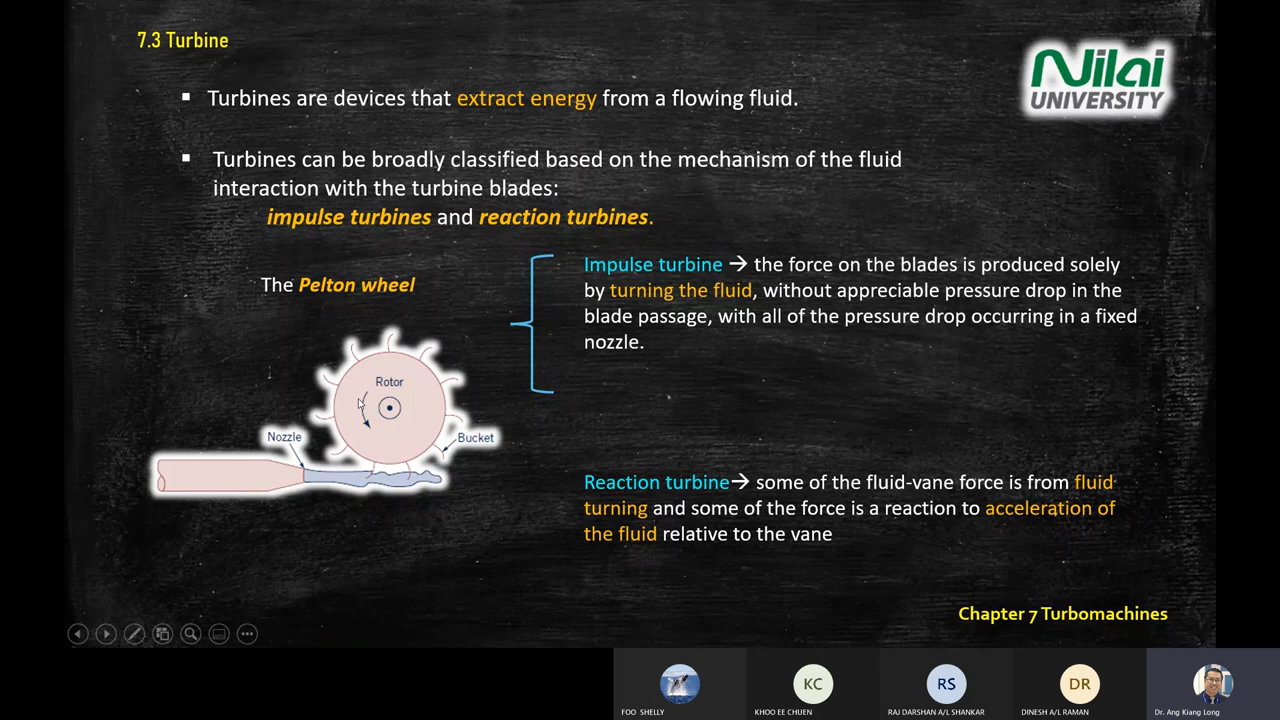 7.3 Turbine
Nilai
UNIVERSITY
▪ Turbines are devices that extract energy from a flowing fluid.
▪ Turbines can be broadly classified based on the mechanism of the fluid
interaction with the turbine blades:
impulse turbines and reaction turbines.
The Pelton wheel
Impulse turbine → the force on the blades is produced solely
by turning the fluid, without appreciable pressure drop in the
blade passage, with all of the pressure drop occurring in a fixed
nozzle.
Rotor
Nozzle
Bucket
Reaction turbine→ some of the fluid-vane force is from fluid
turning and some of the force is a reaction to acceleration of
the fluid relative to the vane
Chapter 7 Turbomachines
KC
RS
DR
FOO SHELLY
KHOO EE CHUEN
RAJ DARSHAN A/L SHANKAR
DINESH A/L RAMAN
Dr. Ang Kiang Long